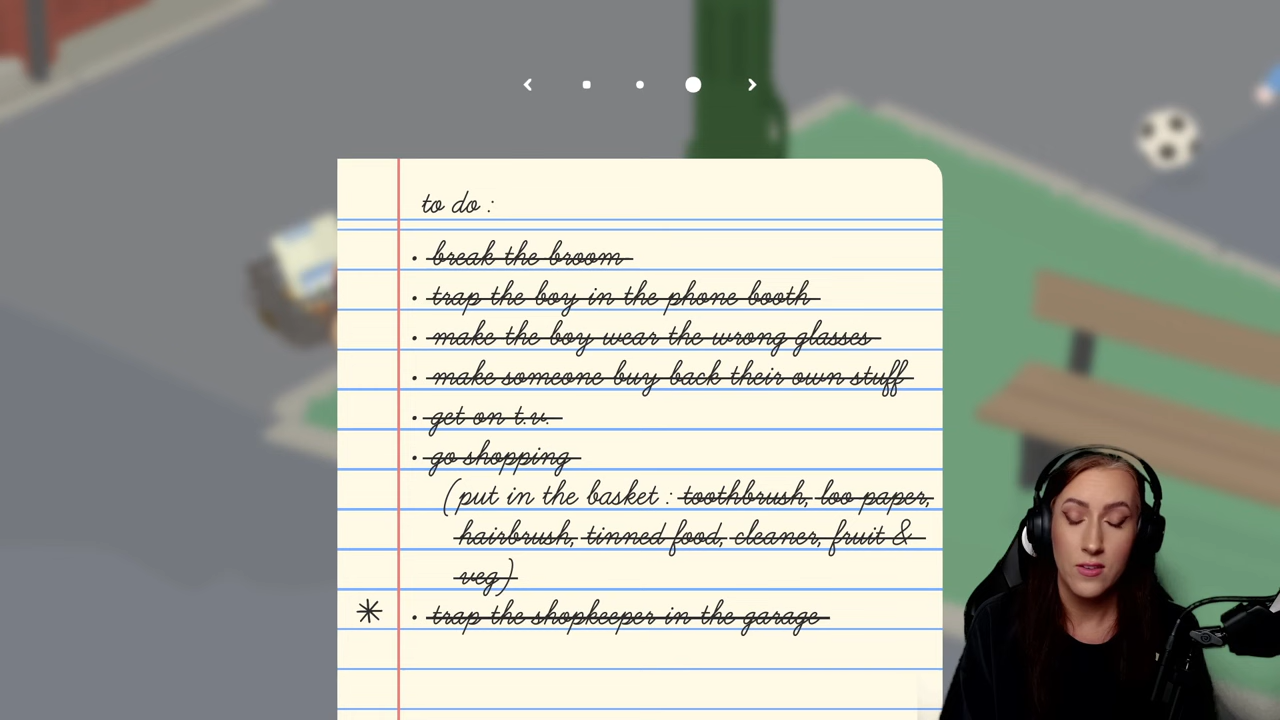 to do :
• break the broom
• trap the boy in the phone booth
• make the boy wear the wrong glasses
• make someone buy back their own stuff
• get on t.v.
• go shopping
(put in the basket : toothbrush, loo paper,
hairbrush, tinned food, cleaner, fruit &
veg)
* • trap the shopkeeper in the garage